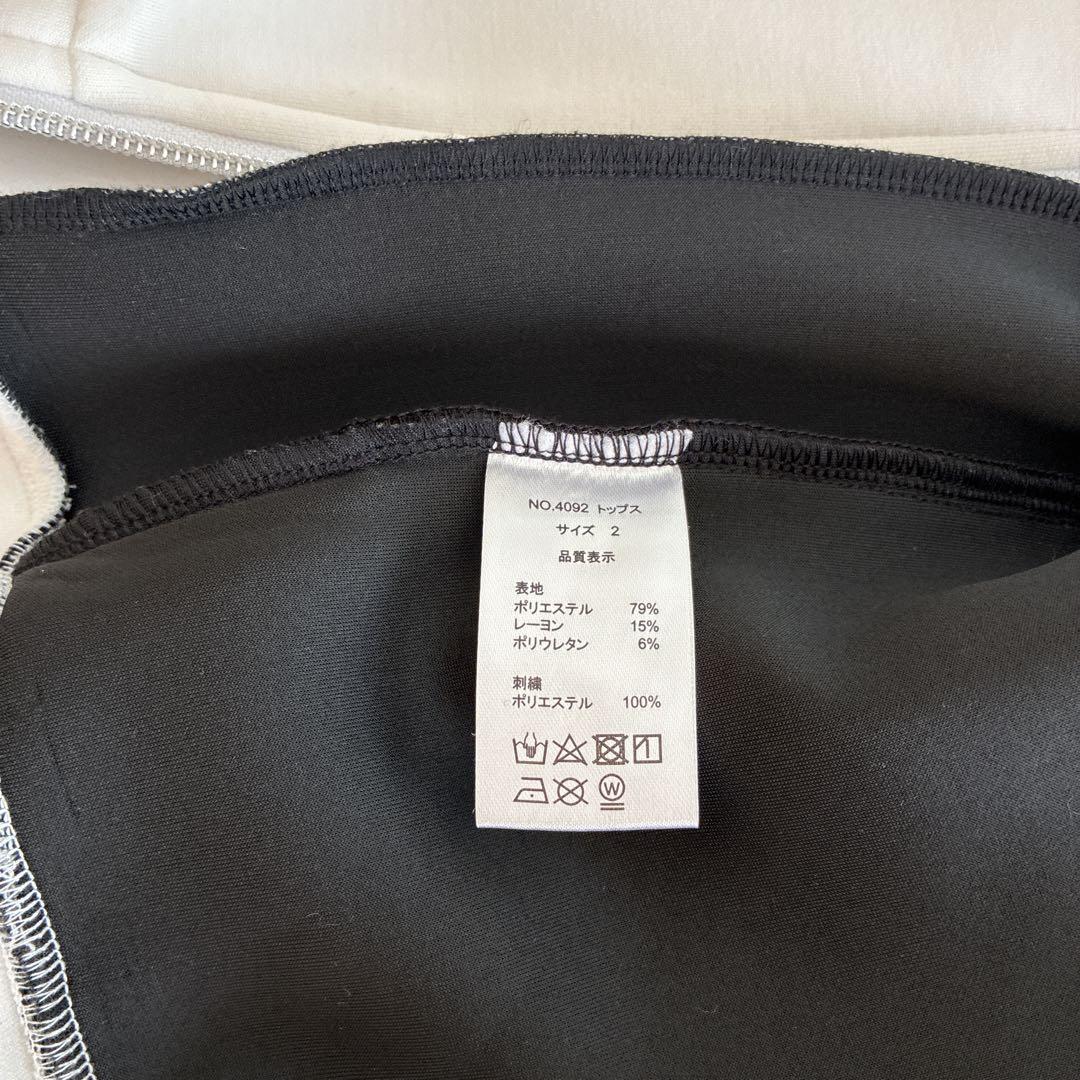 NO.4092 トップス
サイズ 2
品質表示
表地
ポリエステル 79%
レーヨン 15%
ポリウレタン 6%
刺繍
ポリエステル 100%
W